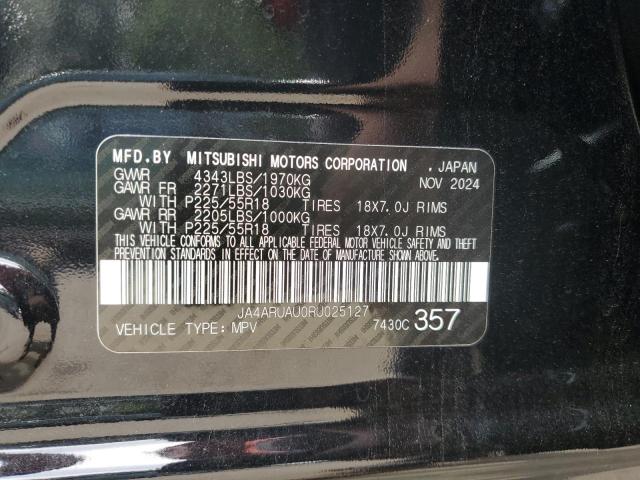 MFD.BY MITSUBISHI MOTORS CORPORATION , JAPAN
GVWR 4343LBS/1970KG NOV 2024
GAWR FR 2271LBS/1030KG
WITH P225/55R18 TIRES 18X7.0J RIMS
GAWR RR 2205LBS/1000KG
WITH P225/55R18 TIRES 18X7.0J RIMS
THIS VEHICLE CONFORMS TO ALL APPLICABLE FEDERAL MOTOR VEHICLE SAFETY AND THEFT
PREVENTION STANDARDS IN EFFECT ON THE DATE OF MANUFACTURE SHOWN ABOVE.
JA4ARUAU0RU025127
VEHICLE TYPE:MPV 7430C 357